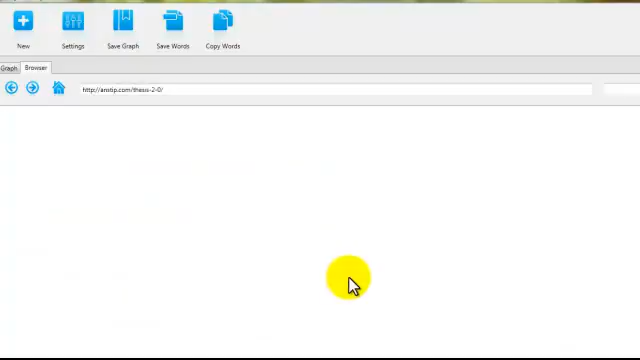 New Settings Save Graph Save Words Copy Words
Graph Browser
http://anstip.com/thesis-2-0/